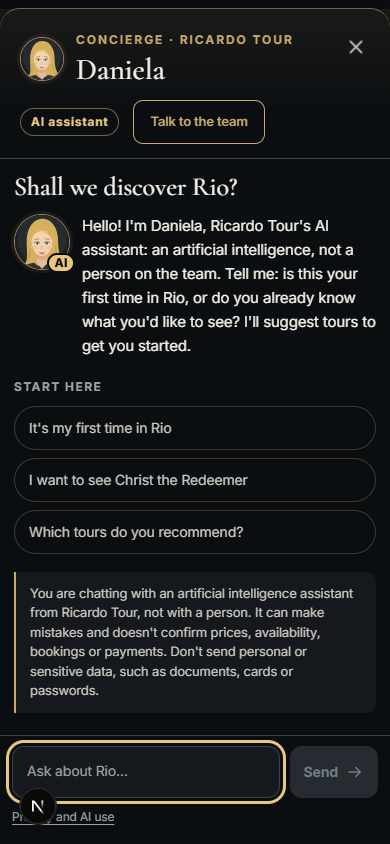 CONCIERGE · RICARDO TOUR
Daniela
AI assistant
Talk to the team
Shall we discover Rio?
AI
Hello! I'm Daniela, Ricardo Tour's AI
assistant: an artificial intelligence, not a
person on the team. Tell me: is this your
first time in Rio, or do you already know
what you'd like to see? I'll suggest tours to
get you started.
START HERE
It's my first time in Rio
I want to see Christ the Redeemer
Which tours do you recommend?
You are chatting with an artificial intelligence assistant
from Ricardo Tour, not with a person. It can make
mistakes and doesn't confirm prices, availability,
bookings or payments. Don't send personal or
sensitive data, such as documents, cards or
passwords.
Ask about Rio...
Send →
N
and AI use